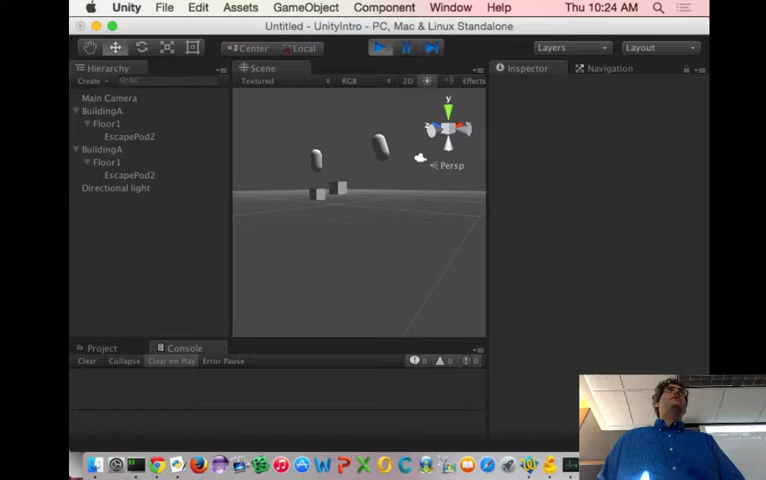 Unity File Edit Assets GameObject Component Window Help Thu 10:24 AM
Untitled - UnityIntro - PC, Mac & Linux Standalone
Center Local Layers Layout
Hierarchy Scene Inspector Navigation
Create All Textured RGB 2D Effects
Main Camera
BuildingA
Floor1
EscapePod2
BuildingA
Floor1
EscapePod2
Directional light
y
z x
Persp
Project Console
Clear Collapse Clear on Play Error Pause 0 0 0